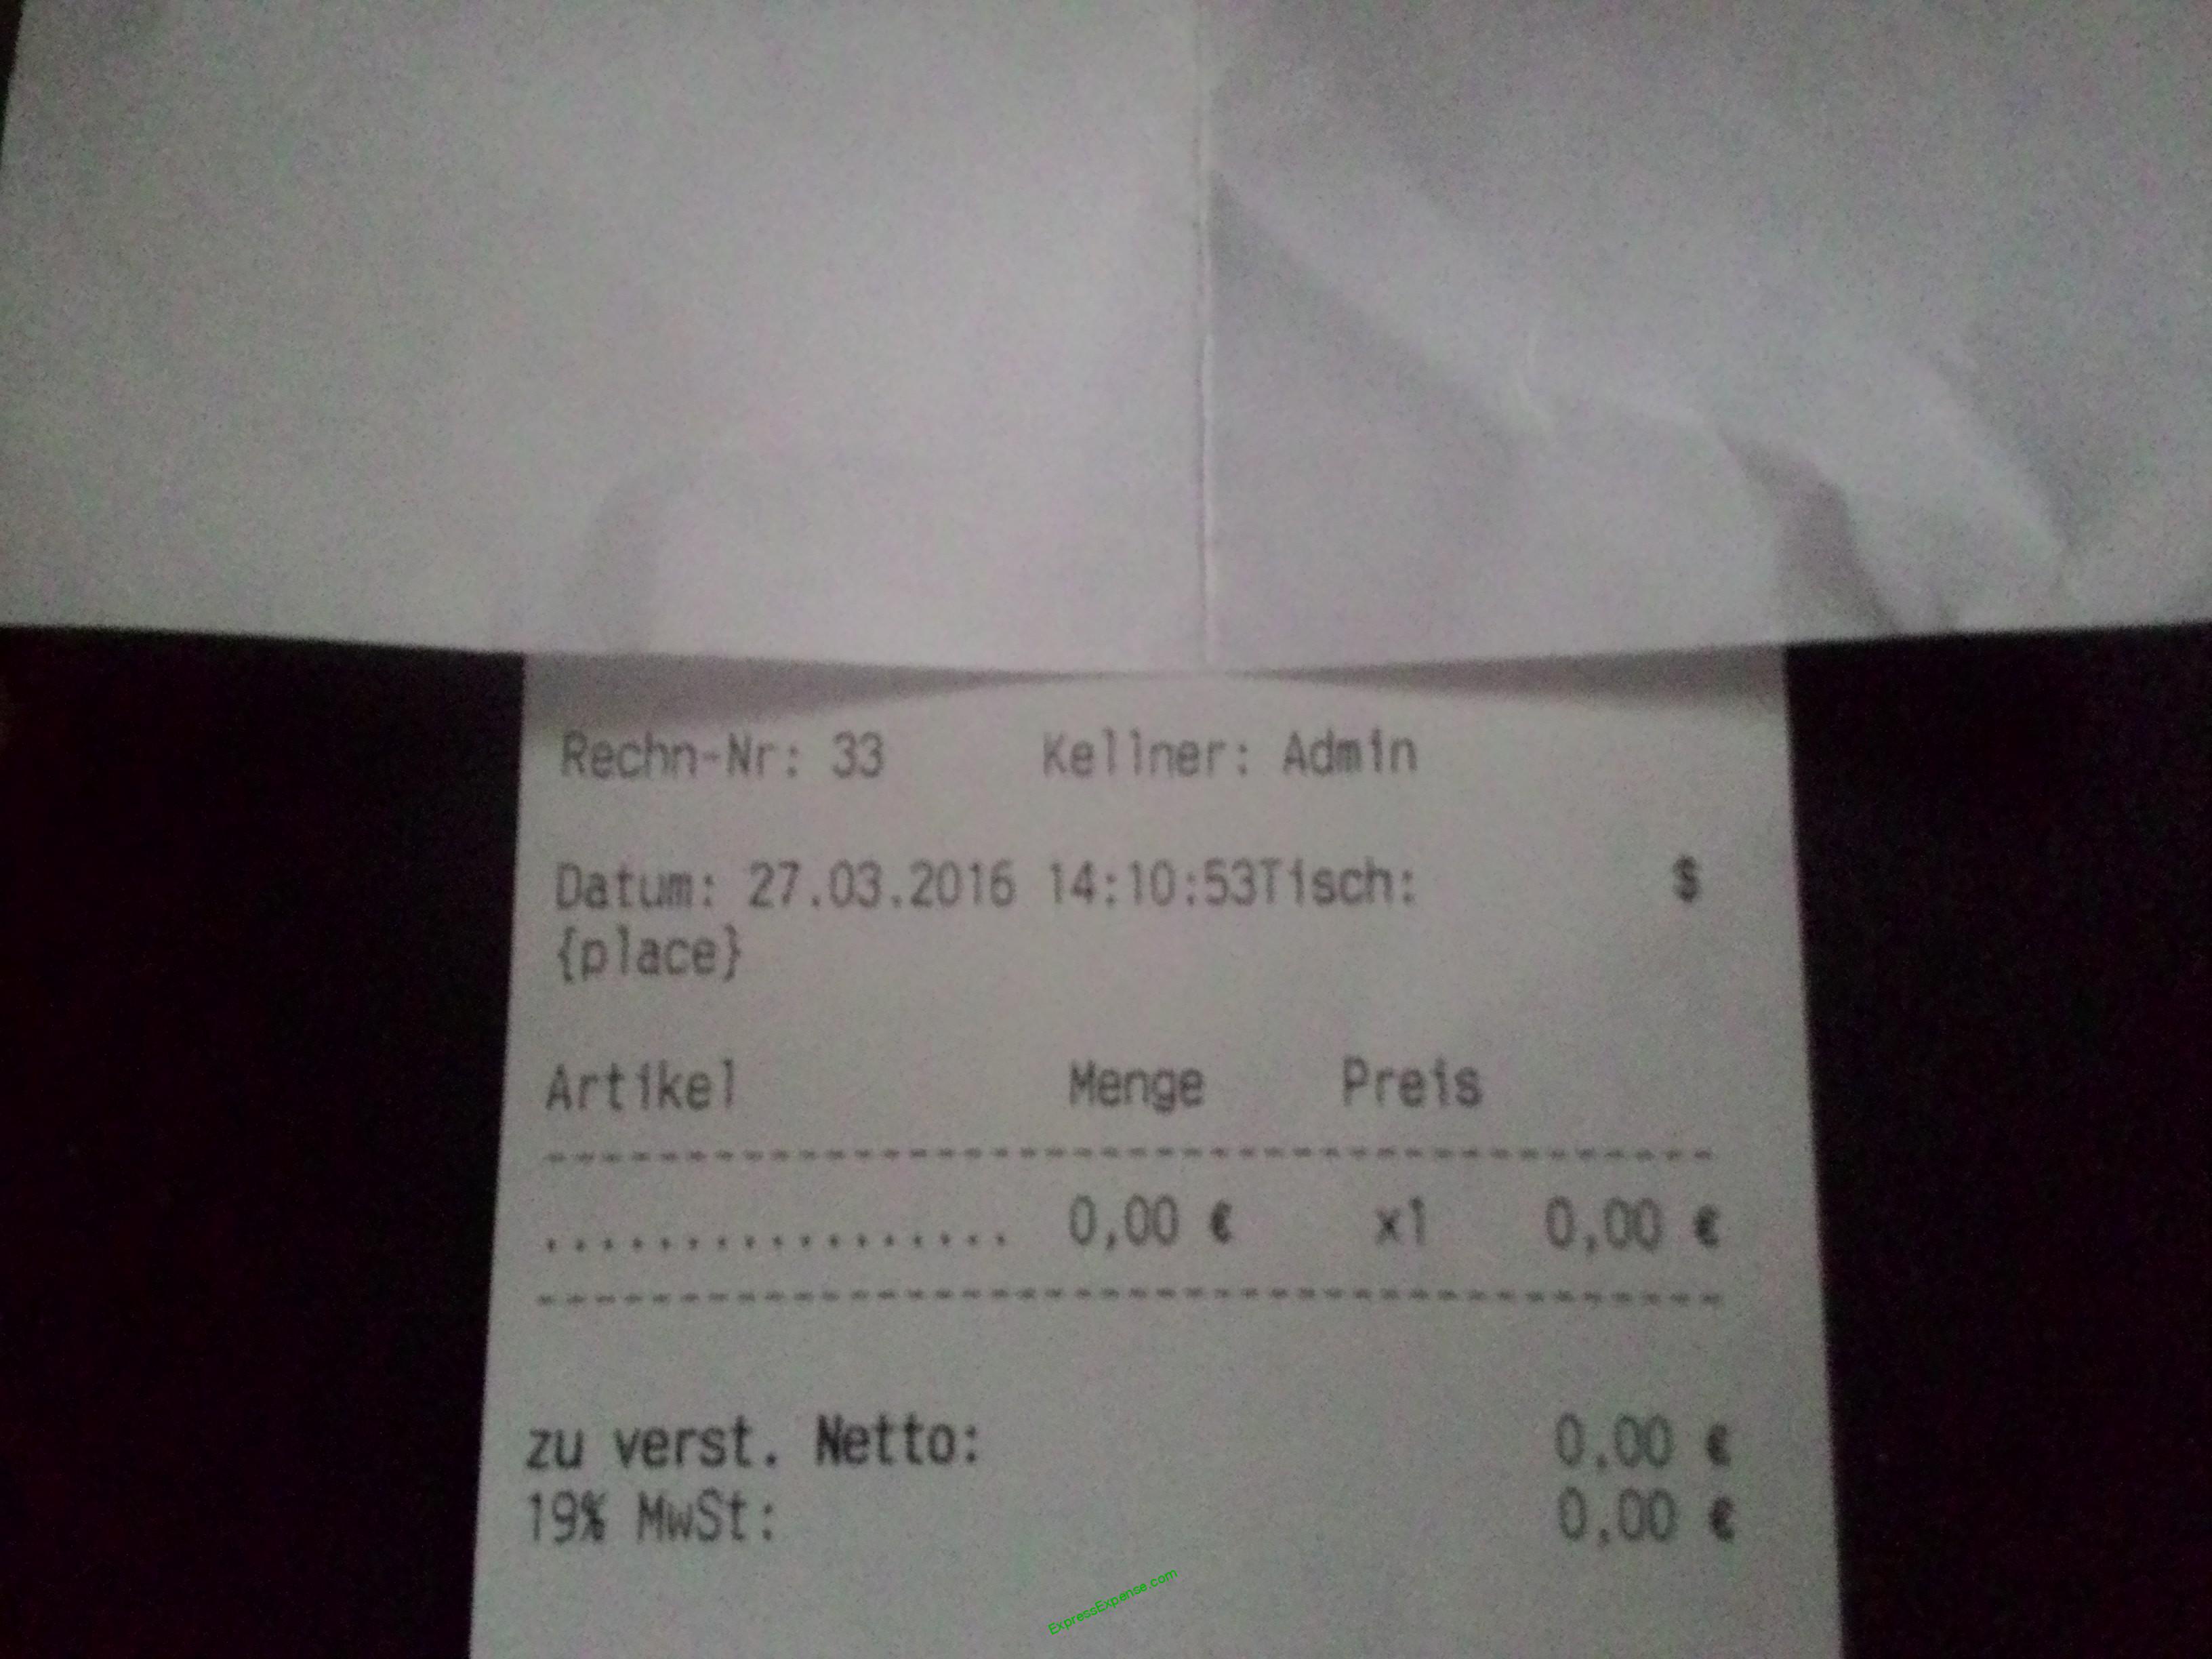 Rechn-Nr: 33 Kellner: Admin
Datum: 27.03.2016 14:10:53Tisch: $
{place}
Artikel Menge Preis
--------------------------------------------
................. 0,00 € x1 0,00 €
--------------------------------------------
zu verst. Netto: 0,00 €
19% MwSt: 0,00 €
ExpressExpense.com